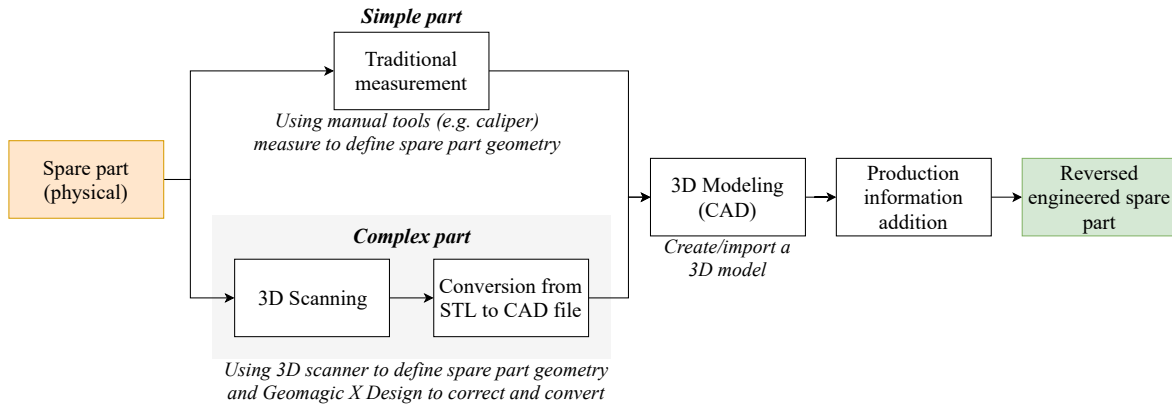 Simple part
Traditional
measurement
Using manual tools (e.g. caliper)
measure to define spare part geometry
Spare part
(physical)
Complex part
3D Scanning
Conversion from
STL to CAD file
Using 3D scanner to define spare part geometry
and Geomagic X Design to correct and convert
3D Modeling
(CAD)
Create/import a
3D model
Production
information
addition
Reversed
engineered spare
part